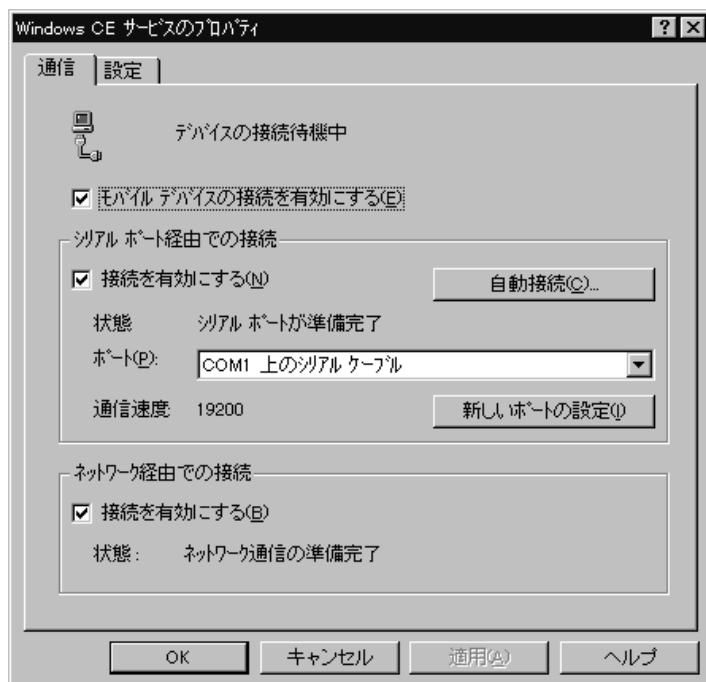 Windows CE サービスのプロパティ
通信 設定
デバイスの接続待機中
モバイル デバイスの接続を有効にする(E)
シリアル ポート経由での接続
接続を有効にする(N) 自動接続(C)...
状態 シリアル ポートが準備完了
ポート(P): COM1 上のシリアル ケーブル
通信速度 19200 新しいポートの設定(I)
ネットワーク経由での接続
接続を有効にする(B)
状態: ネットワーク通信の準備完了
OK キャンセル 適用(A) ヘルプ